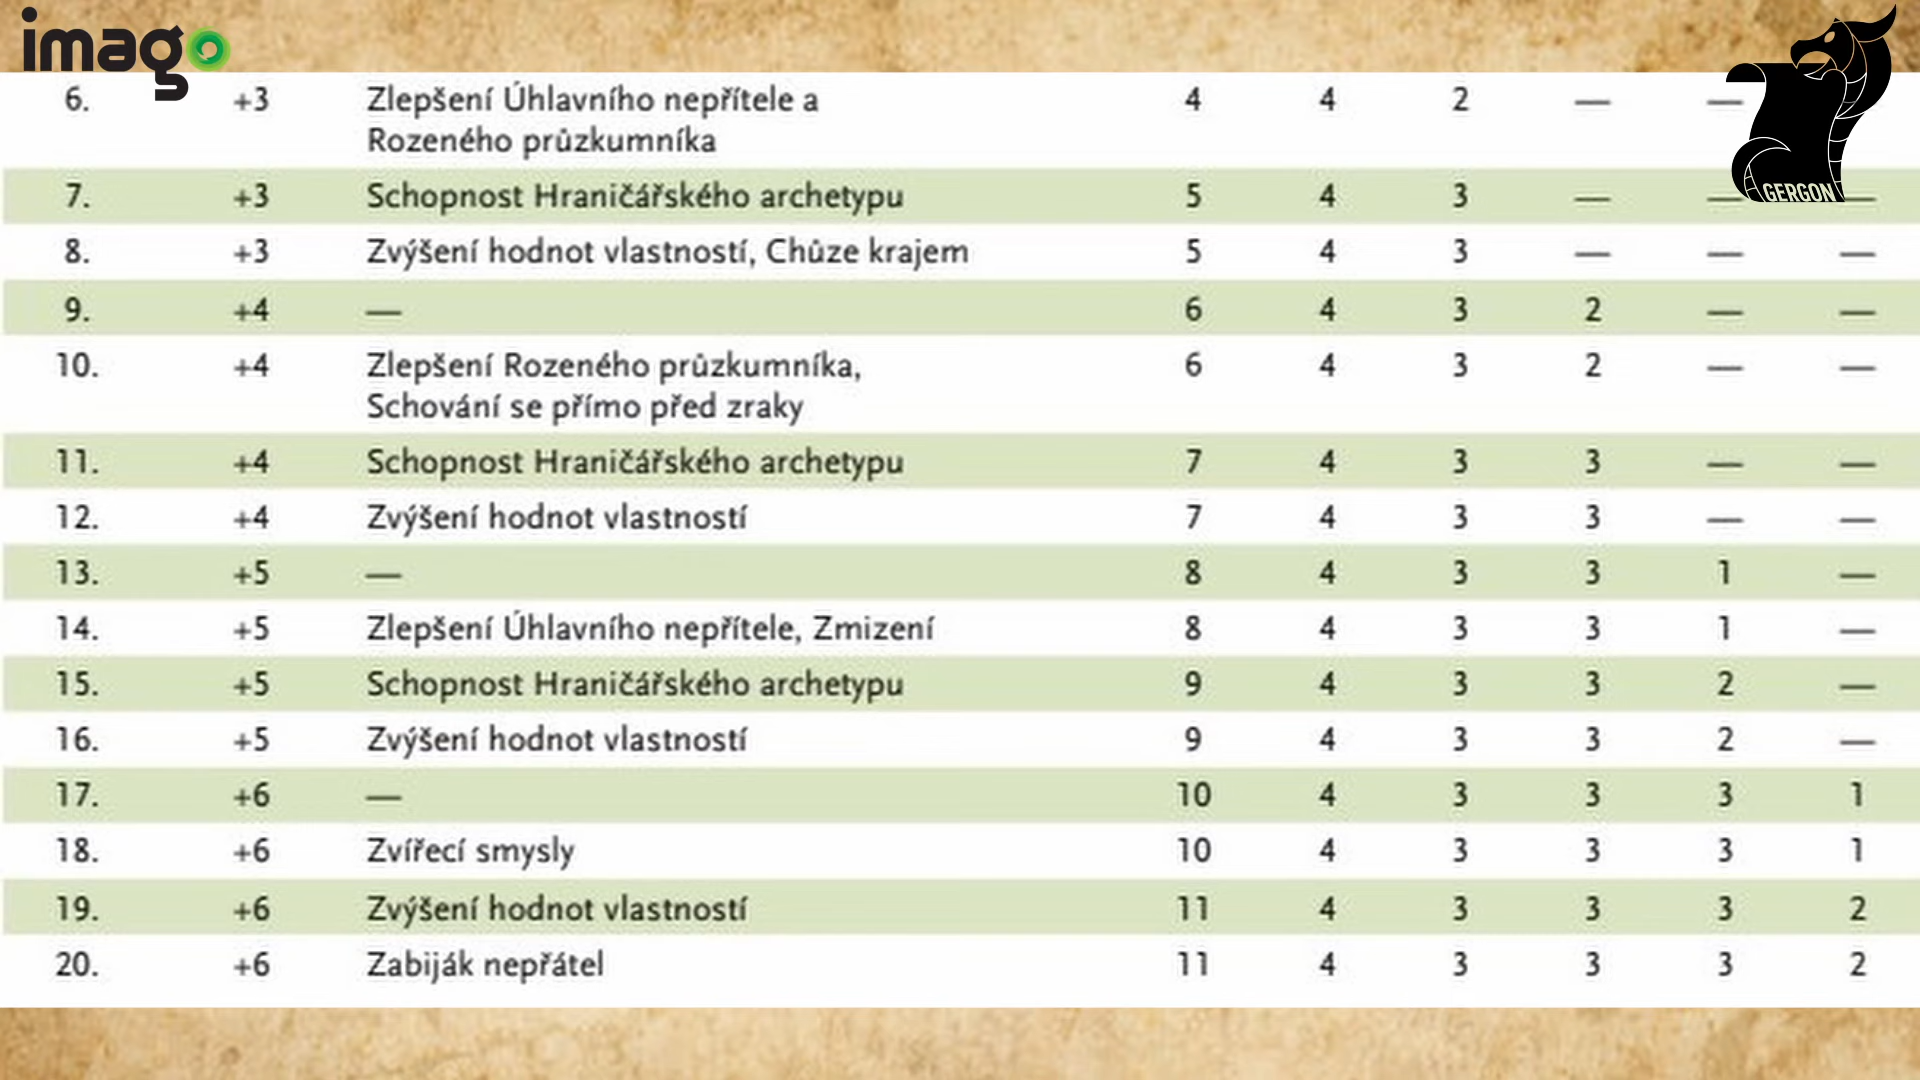 imago
6. +3 Zlepšení Úhlavního nepřítele a 4 4 2 — —
Rozeného průzkumníka
7. +3 Schopnost Hraničářského archetypu 5 4 3 — — —
GERGON
8. +3 Zvýšení hodnot vlastností, Chůze krajem 5 4 3 — — —
9. +4 — 6 4 3 2 — —
10. +4 Zlepšení Rozeného průzkumníka, 6 4 3 2 — —
Schování se přímo před zraky
11. +4 Schopnost Hraničářského archetypu 7 4 3 3 — —
12. +4 Zvýšení hodnot vlastností 7 4 3 3 — —
13. +5 — 8 4 3 3 1 —
14. +5 Zlepšení Úhlavního nepřítele, Zmizení 8 4 3 3 1 —
15. +5 Schopnost Hraničářského archetypu 9 4 3 3 2 —
16. +5 Zvýšení hodnot vlastností 9 4 3 3 2 —
17. +6 — 10 4 3 3 3 1
18. +6 Zvířecí smysly 10 4 3 3 3 1
19. +6 Zvýšení hodnot vlastností 11 4 3 3 3 2
20. +6 Zabiják nepřátel 11 4 3 3 3 2